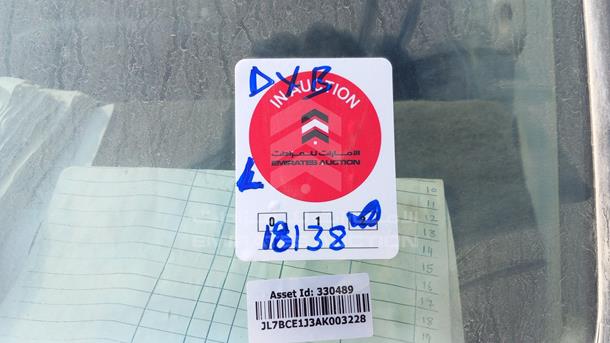 DYB
IN AUCTION
الإمارات للمزادات
EMIRATES AUCTION
0 1
18138
Asset Id: 330489
JL7BCE1J3AK003228
10
11
12
13
14
15
16
17
18
19